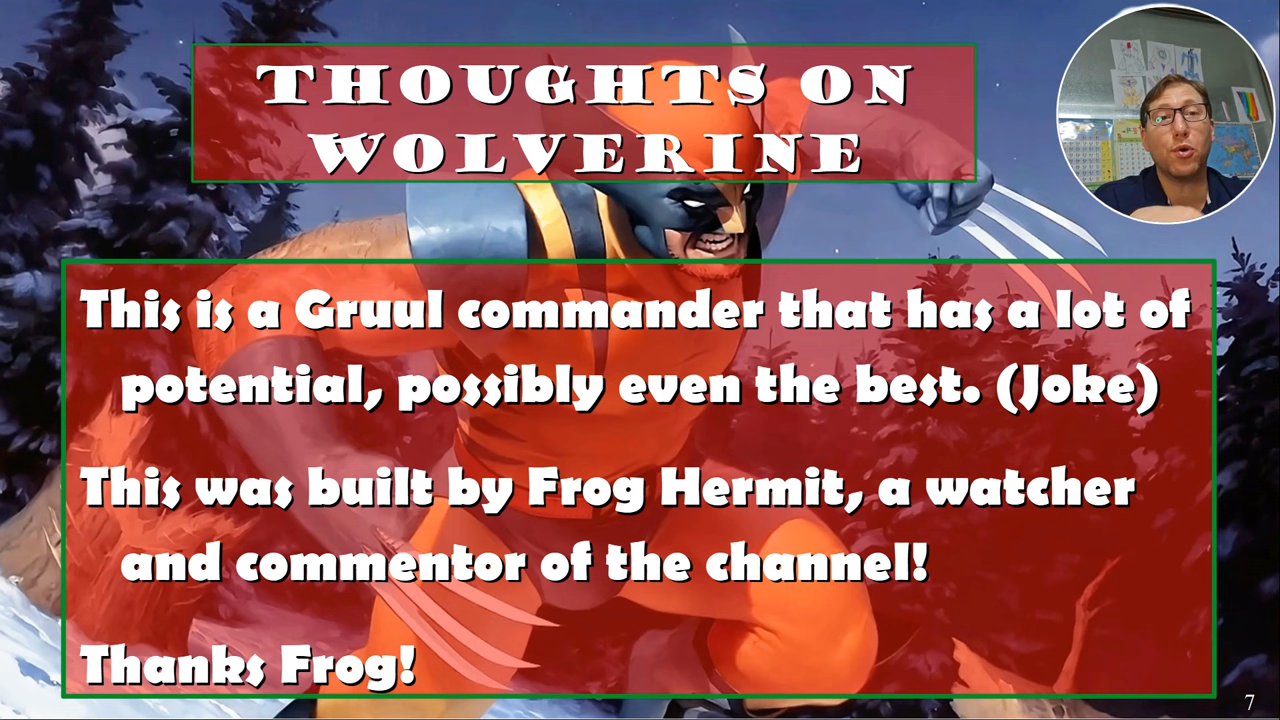 THOUGHTS ON
WOLVERINE
This is a Gruul commander that has a lot of
potential, possibly even the best. (Joke)
This was built by Frog Hermit, a watcher
and commentor of the channel!
Thanks Frog!
7